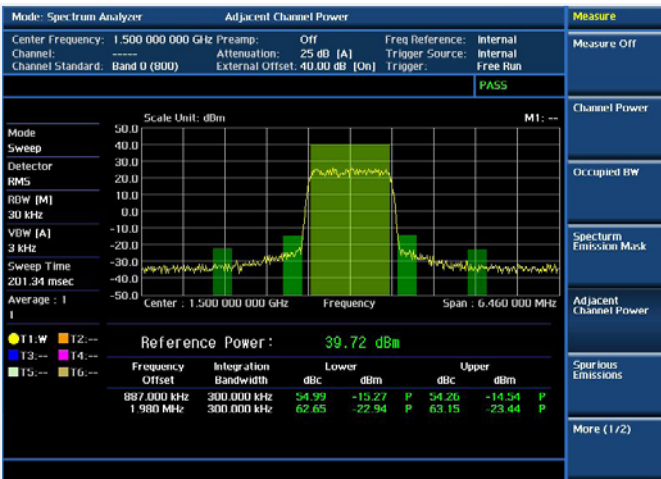 Mode: Spectrum Analyzer Adjacent Channel Power Measure
Center Frequency: 1.500 000 000 GHz Preamp: Off Freq Reference: Internal
Channel: ----- Attenuation: 25 dB [A] Trigger Source: Internal
Channel Standard: Band 0 (800) External Offset: 40.00 dB [On] Trigger: Free Run
PASS
Measure Off
Channel Power
Occupied BW
Specturm
Emission Mask
Adjacent
Channel Power
Spurious
Emissions
More (1/2)
Mode
Sweep
Detector
RMS
RBW [M]
30 kHz
VBW [A]
3 kHz
Sweep Time
201.34 msec
Average : 1
1
T1:W T2:--
T3:-- T4:--
T5:-- T6:--
Scale Unit: dBm M1: --
50.0
40.0
30.0
20.0
10.0
0.0
-10.0
-20.0
-30.0
-40.0
-50.0
Center : 1.500 000 000 GHz Frequency Span : 6.460 000 MHz
Reference Power: 39.72 dBm
Frequency Integration Lower Upper
Offset Bandwidth dBc dBm dBc dBm
887.000 kHz 300.000 kHz 54.99 -15.27 P 54.26 -14.54 P
1.980 MHz 300.000 kHz 62.65 -22.94 P 63.15 -23.44 P